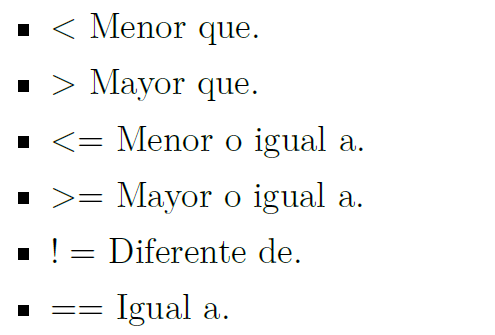 ▪ < Menor que.
▪ > Mayor que.
▪ <= Menor o igual a.
▪ >= Mayor o igual a.
▪ ! = Diferente de.
▪ == Igual a.